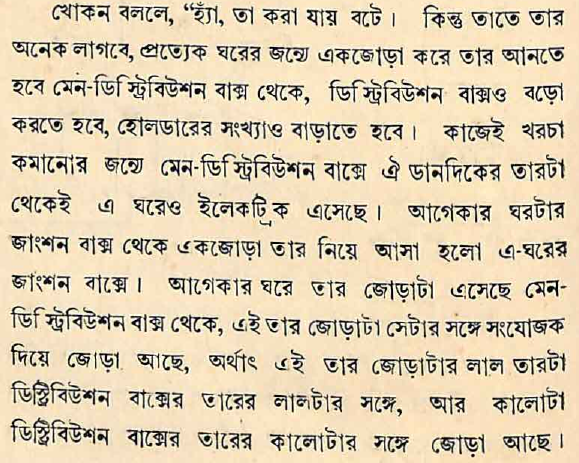 খোকন বললে, “হ্যাঁ, তা করা যায় বটে। কিন্তু তাতে তার
অনেক লাগবে, প্রত্যেক ঘরের জন্যে একজোড়া করে তার আনতে
হবে মেন-ডিস্ট্রিবিউশন বাক্স থেকে, ডিস্ট্রিবিউশন বাক্সও বড়ো
করতে হবে, হোলডারের সংখ্যাও বাড়াতে হবে। কাজেই খরচা
কমানোর জন্যে মেন-ডিস্ট্রিবিউশন বাক্সে ঐ ডানদিকের তারটা
থেকেই এ ঘরেও ইলেকট্রিক এসেছে। আগেকার ঘরটার
জাংশন বাক্স থেকে একজোড়া তার নিয়ে আসা হলো এ-ঘরের
জাংশন বাক্সে। আগেকার ঘরে তার জোড়াটা এসেছে মেন-
ডিস্ট্রিবিউশন বাক্স থেকে, এই তার জোড়াটা সেটার সঙ্গে সংযোজক
দিয়ে জোড়া আছে, অর্থাৎ এই তার জোড়াটার লাল তারটা
ডিস্ট্রিবিউশন বাক্সের তারের লালটার সঙ্গে, আর কালোটা
ডিস্ট্রিবিউশন বাক্সের তারের কালোটার সঙ্গে জোড়া আছে।